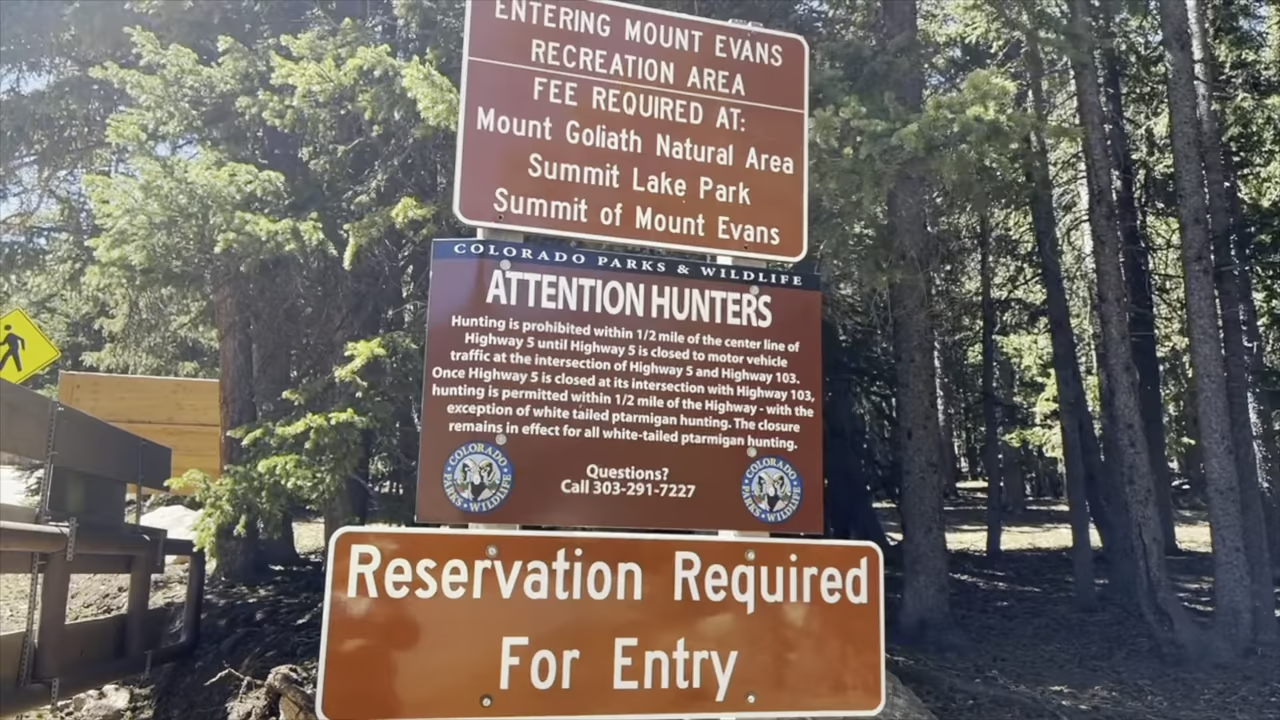 ENTERING MOUNT EVANS
RECREATION AREA
FEE REQUIRED AT:
Mount Goliath Natural Area
Summit Lake Park
Summit of Mount Evans
COLORADO PARKS & WILDLIFE
ATTENTION HUNTERS
Hunting is prohibited within 1/2 mile of the center line of
Highway 5 until Highway 5 is closed to motor vehicle
traffic at the intersection of Highway 5 and Highway 103.
Once Highway 5 is closed at its intersection with Highway 103,
hunting is permitted within 1/2 mile of the Highway - with the
exception of white tailed ptarmigan hunting. The closure
remains in effect for all white-tailed ptarmigan hunting.
Questions?
Call 303-291-7227
COLORADO
PARKS & WILDLIFE
COLORADO
PARKS & WILDLIFE
Reservation Required
For Entry